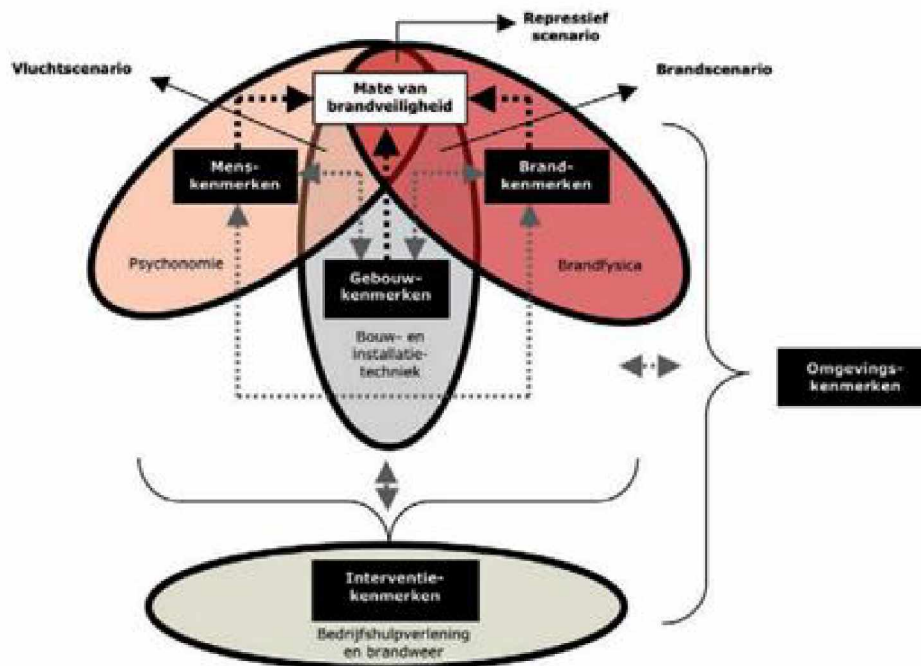 Repressief
scenario
Vluchtscenario
Brandscenario
Mate van
brandveiligheid
Mens-
kenmerken
Brand-
kenmerken
Psychonomie
Brandfysica
Gebouw-
kenmerken
Bouw- en
installatie-
techniek
Omgevings-
kenmerken
Interventie-
kenmerken
Bedrijfshulpverlening
en brandweer